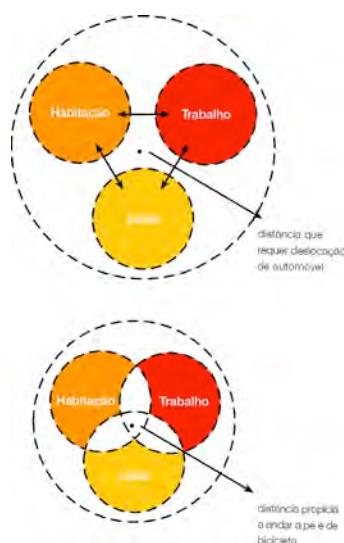 Habitação
Trabalho
distância que
requer deslocação
de automóvel
Habitação
Trabalho
distância propícia
a andar a pé e de
bicicleta